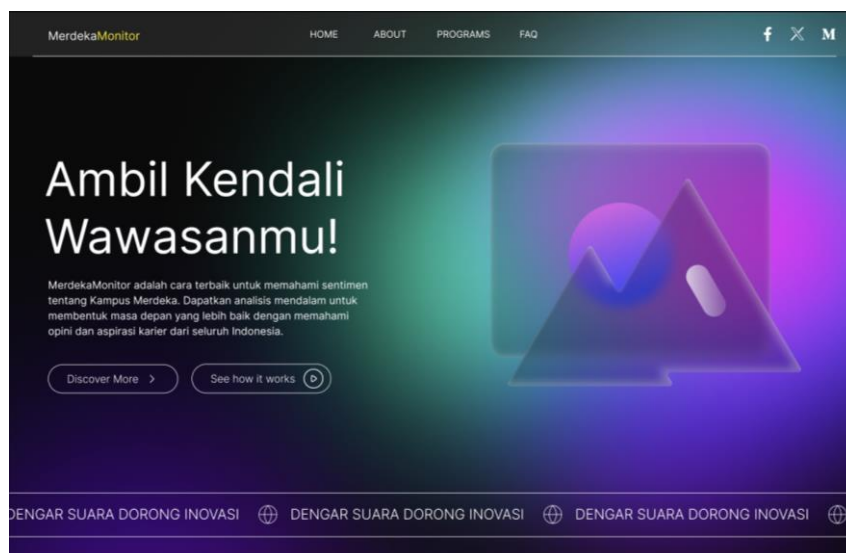 MerdekaMonitor
HOME ABOUT PROGRAMS FAQ
f X M
Ambil Kendali
Wawasanmu!
MerdekaMonitor adalah cara terbaik untuk memahami sentimen
tentang Kampus Merdeka. Dapatkan analisis mendalam untuk
membentuk masa depan yang lebih baik dengan memahami
opini dan aspirasi karier dari seluruh Indonesia.
Discover More
See how it works
DENGAR SUARA DORONG INOVASI DENGAR SUARA DORONG INOVASI DENGAR SUARA DORONG INOVASI